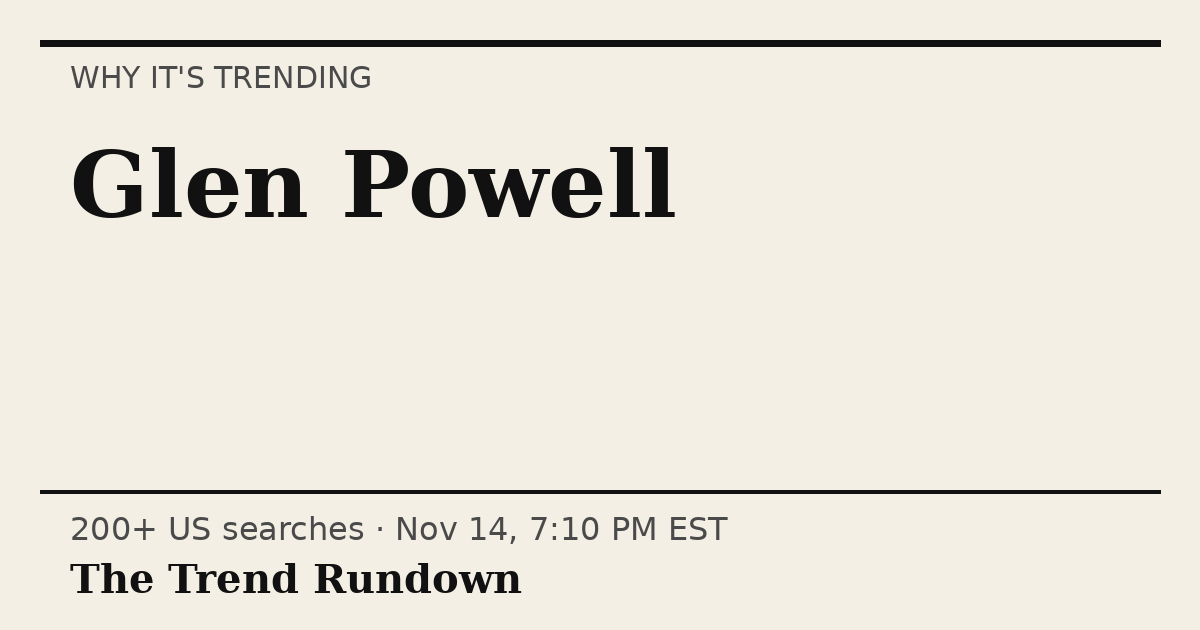 WHY IT'S TRENDING
Glen Powell
200+ US searches · Nov 14, 7:10 PM EST
The Trend Rundown